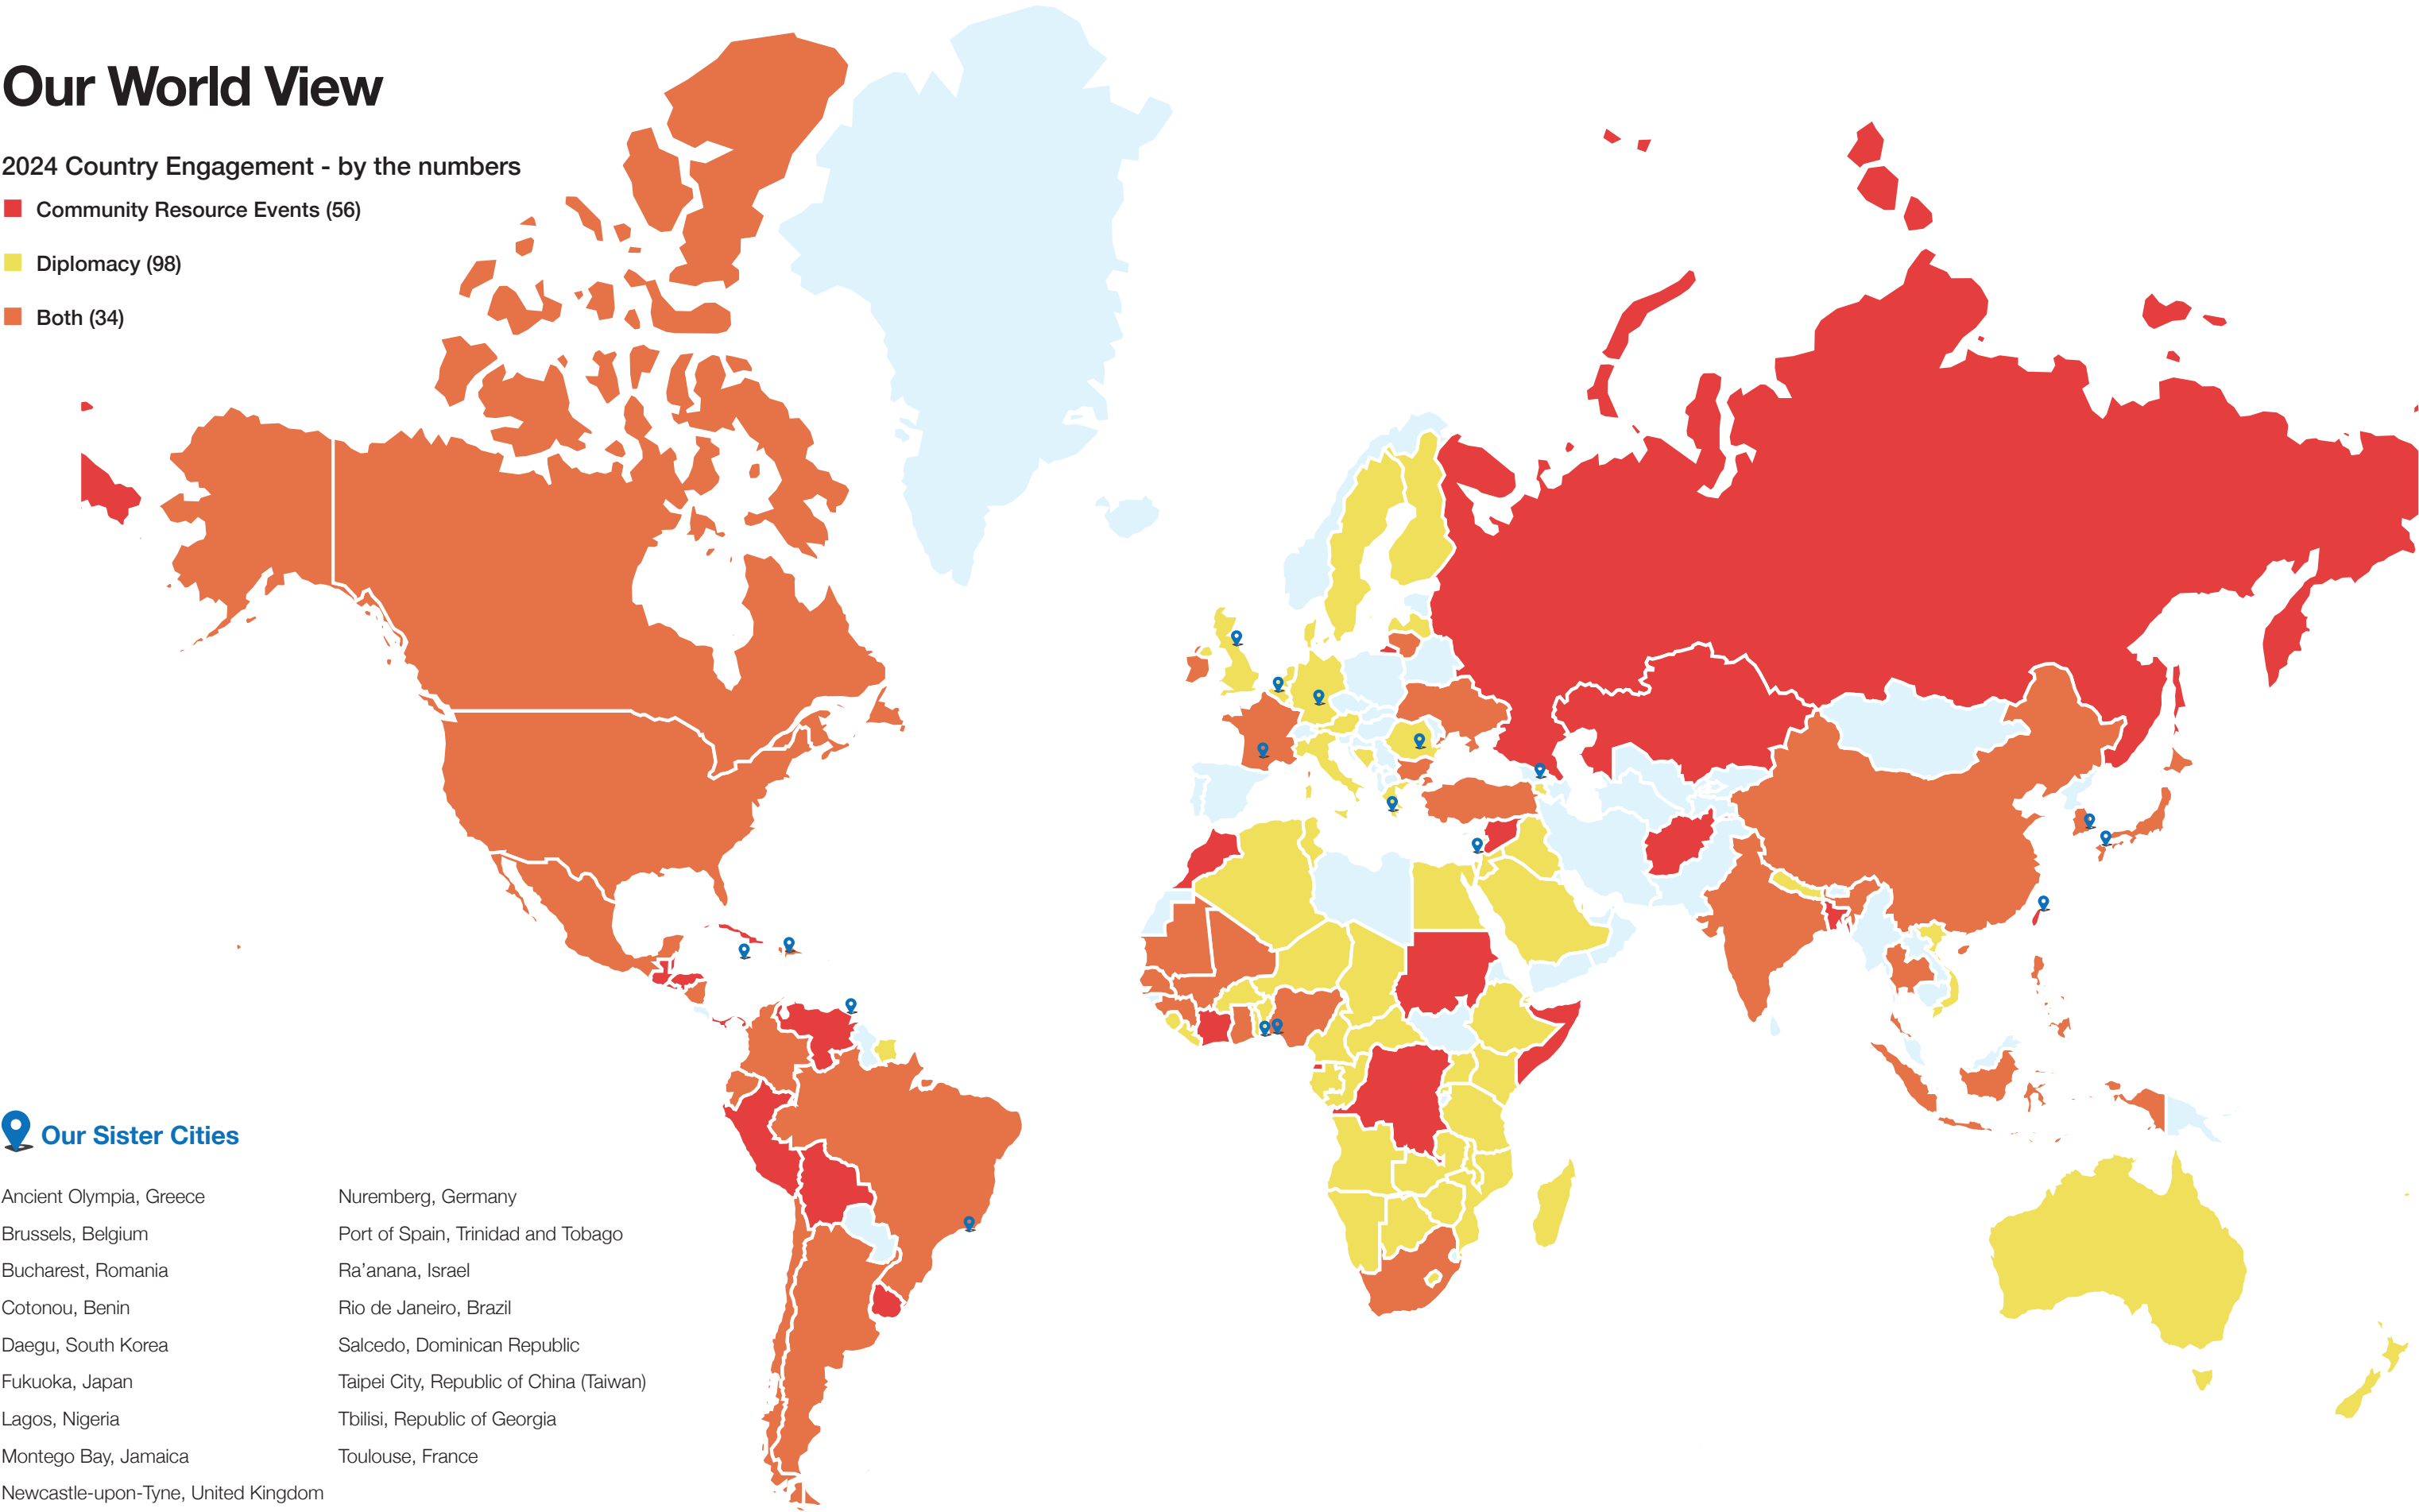 Our World View
2024 Country Engagement - by the numbers
Community Resource Events (56)
Diplomacy (98)
Both (34)
Our Sister Cities
Ancient Olympia, Greece
Brussels, Belgium
Bucharest, Romania
Cotonou, Benin
Daegu, South Korea
Fukuoka, Japan
Lagos, Nigeria
Montego Bay, Jamaica
Newcastle-upon-Tyne, United Kingdom
Nuremberg, Germany
Port of Spain, Trinidad and Tobago
Ra’anana, Israel
Rio de Janeiro, Brazil
Salcedo, Dominican Republic
Taipei City, Republic of China (Taiwan)
Tbilisi, Republic of Georgia
Toulouse, France